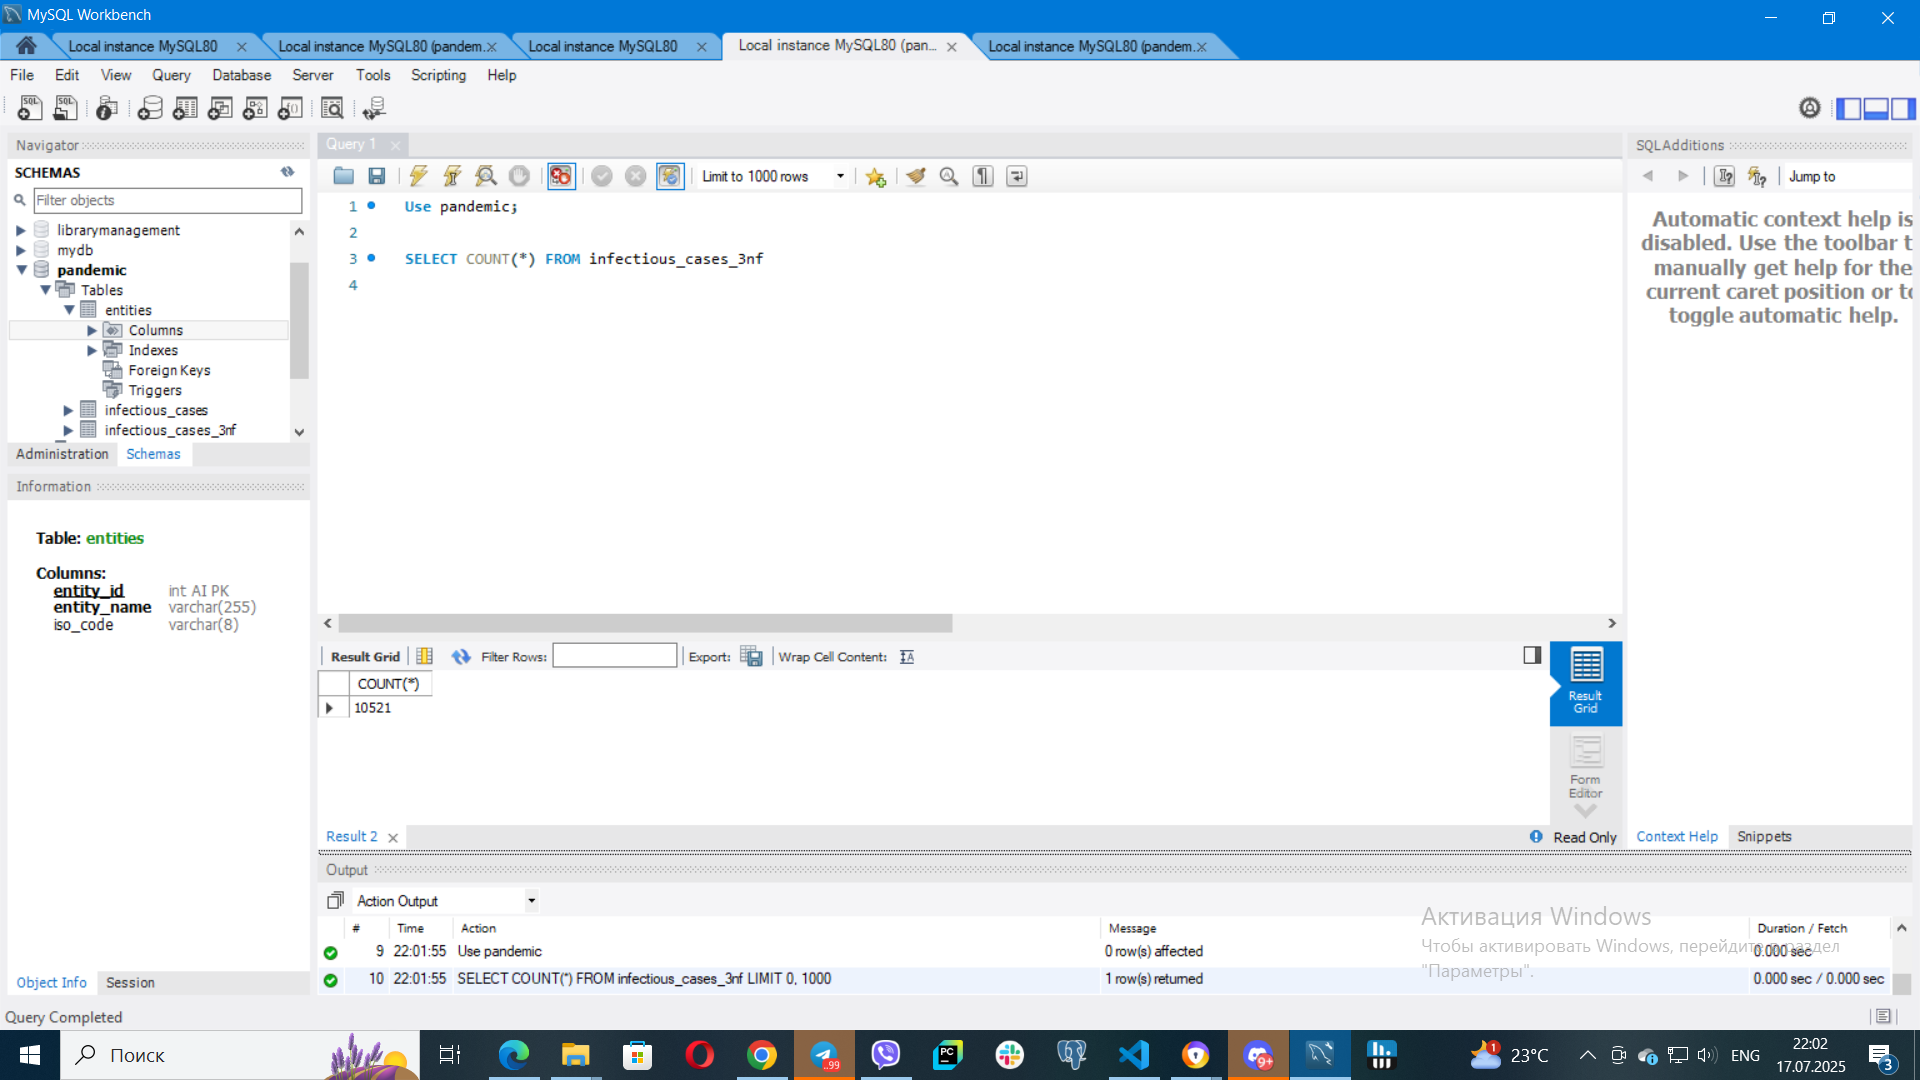 MySQL Workbench
Local instance MySQL80
Local instance MySQL80 (pandem...
Local instance MySQL80
Local instance MySQL80 (pan...
Local instance MySQL80 (pandem...
File Edit View Query Database Server Tools Scripting Help
Navigator
SCHEMAS
Filter objects
librarymanagement
mydb
pandemic
Tables
entities
Columns
Indexes
Foreign Keys
Triggers
infectious_cases
infectious_cases_3nf
Administration Schemas
Information
Table: entities
Columns:
entity_id int AI PK
entity_name varchar(255)
iso_code varchar(8)
Object Info Session
Query 1
Limit to 1000 rows
1 Use pandemic;
2
3 SELECT COUNT(*) FROM infectious_cases_3nf
4
Result Grid Filter Rows: Export: Wrap Cell Content:
COUNT(*)
10521
Result Grid
Form Editor
Result 2
Read Only
SQLAdditions
Jump to
Automatic context help is
disabled. Use the toolbar t
manually get help for the
current caret position or to
toggle automatic help.
Context Help Snippets
Output
Action Output
# Time Action Message Duration / Fetch
9 22:01:55 Use pandemic 0 row(s) affected 0.000 sec
10 22:01:55 SELECT COUNT(*) FROM infectious_cases_3nf LIMIT 0, 1000 1 row(s) returned 0.000 sec / 0.000 sec
Активация Windows
Чтобы активировать Windows, перейдите в раздел
"Параметры".
Query Completed
Поиск
..99
9+
1
23°C
ENG
22:02
17.07.2025
3